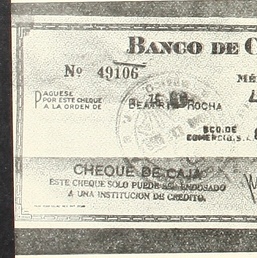 BANCO DE C
Nº 49106
MÉ
PAGUESE
POR ESTE CHEQUE
A LA ORDEN DE
BEATRIZ ROCHA
BCO. DE
COMERCIO, S.A.
CHEQUE DE CAJA
ESTE CHEQUE SOLO PUEDE SER ENDOSADO
A UNA INSTITUCION DE CREDITO.